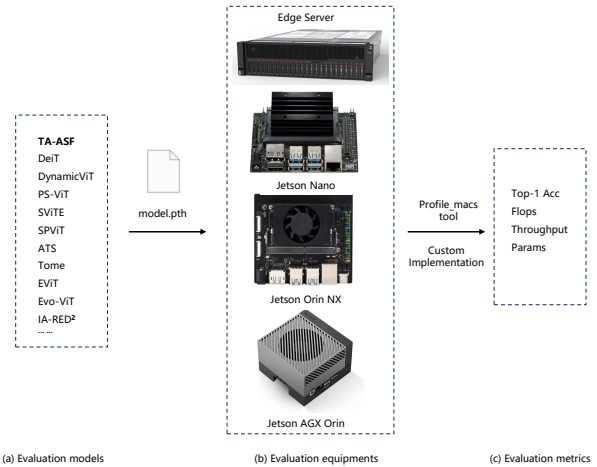 Edge Server
TA-ASF
DeiT
DynamicViT
PS-ViT
SViTE
SPViT
ATS
Tome
EViT
Evo-ViT
IA-RED²
... ...
model.pth
Jetson Nano
Jetson Orin NX
Jetson AGX Orin
Profile_macs
tool
Custom
Implementation
Top-1 Acc
Flops
Throughput
Params
(a) Evaluation models
(b) Evaluation equipments
(c) Evaluation metrics